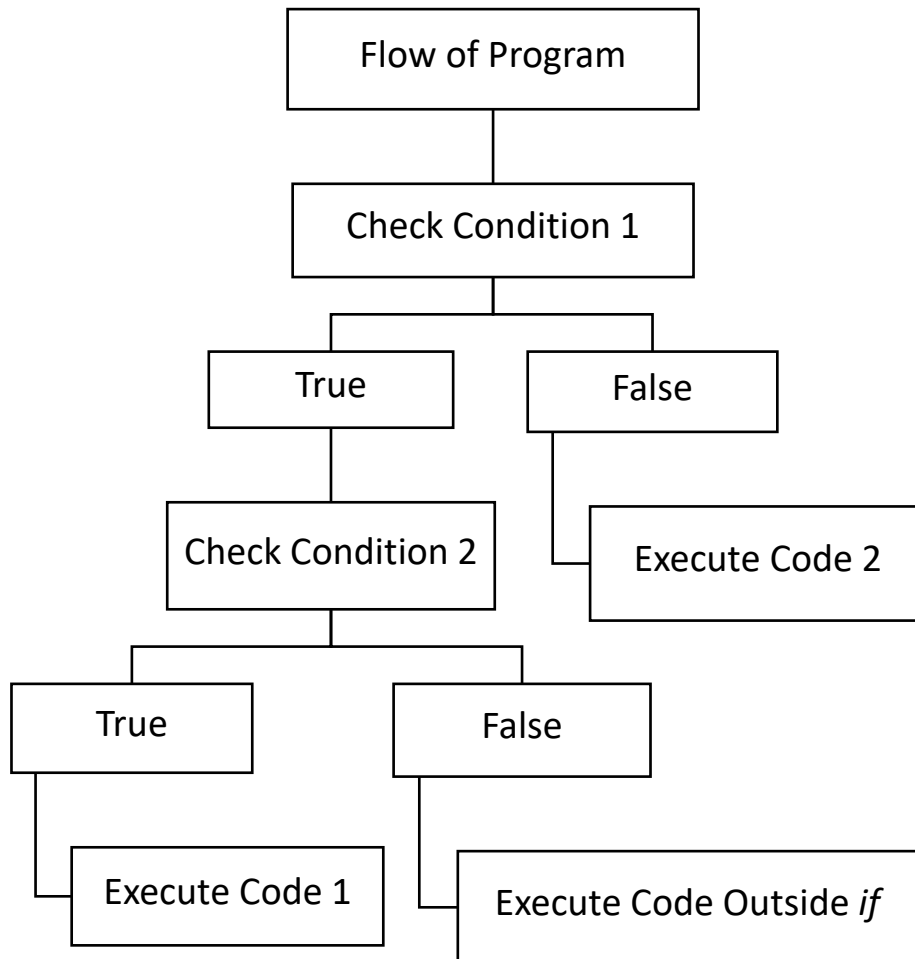 Flow of Program
Check Condition 1
True
False
Check Condition 2
Execute Code 2
True
False
Execute Code 1
Execute Code Outside if